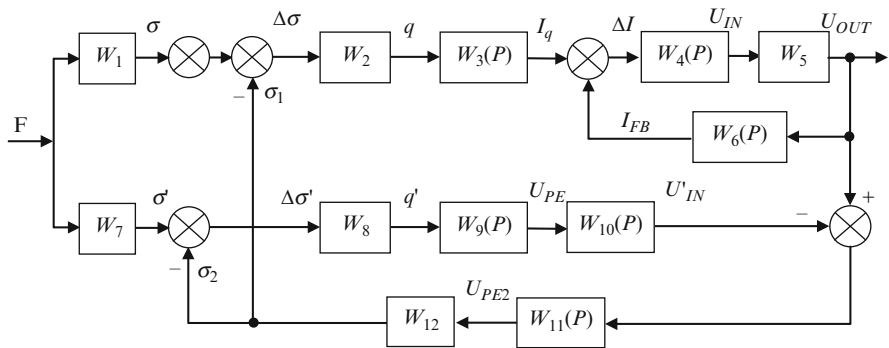 σ Δσ q I_q ΔI U_IN U_OUT
W_1 W_2 W_3(P) W_4(P) W_5
− σ_1
F I_FB W_6(P)
σ' Δσ' q' U_PE U'_IN +
W_7 W_8 W_9(P) W_10(P) −
− σ_2
U_PE2
W_12 W_11(P)